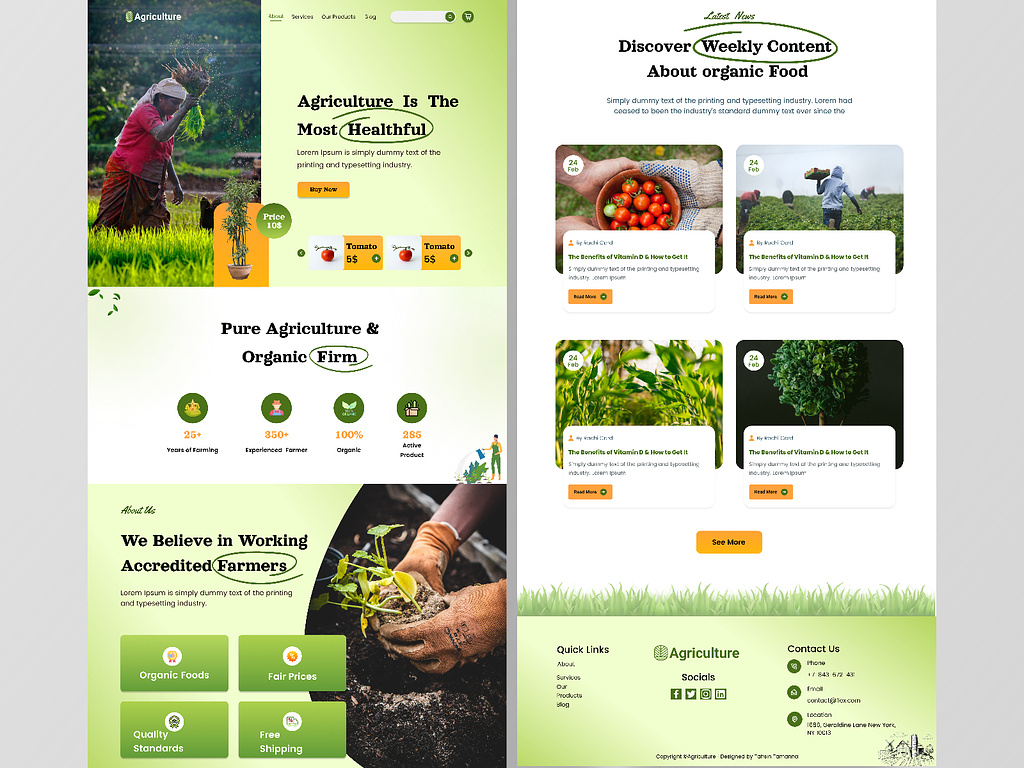 Agriculture
About Services Our Products Blog
Agriculture Is The
Most Healthful
Lorem Ipsum is simply dummy text of the
printing and typesetting industry.
Buy Now
Price
10$
Tomato
5$
Tomato
5$
Pure Agriculture &
Organic Firm
25+
Years of Farming
350+
Experienced Farmer
100%
Organic
285
Active
Product
About Us
We Believe in Working
Accredited Farmers
Lorem Ipsum is simply dummy text of the printing
and typesetting industry.
Organic Foods
Fair Prices
Quality
Standards
Free
Shipping
Latest News
Discover Weekly Content
About organic Food
Simply dummy text of the printing and typesetting industry. Lorem had
ceased to been the industry's standard dummy text ever since the
24
Feb
By Rachi Card
The Benefits of Vitamin D & How to Get It
Simply dummy text of the printing and typesetting
industry. Lorem Ipsum
Read More
24
Feb
By Rachi Card
The Benefits of Vitamin D & How to Get It
Simply dummy text of the printing and typesetting
industry. Lorem Ipsum
Read More
24
Feb
By Rachi Card
The Benefits of Vitamin D & How to Get It
Simply dummy text of the printing and typesetting
industry. Lorem Ipsum
Read More
24
Feb
By Rachi Card
The Benefits of Vitamin D & How to Get It
Simply dummy text of the printing and typesetting
industry. Lorem Ipsum
Read More
See More
Quick Links
About
Services
Our
Products
Blog
Agriculture
Socials
Contact Us
Phone
Email
Location
Geraldine Lane New York,
NY 10013
Copyright ©Agriculture Designed by Tahsin Tamanna